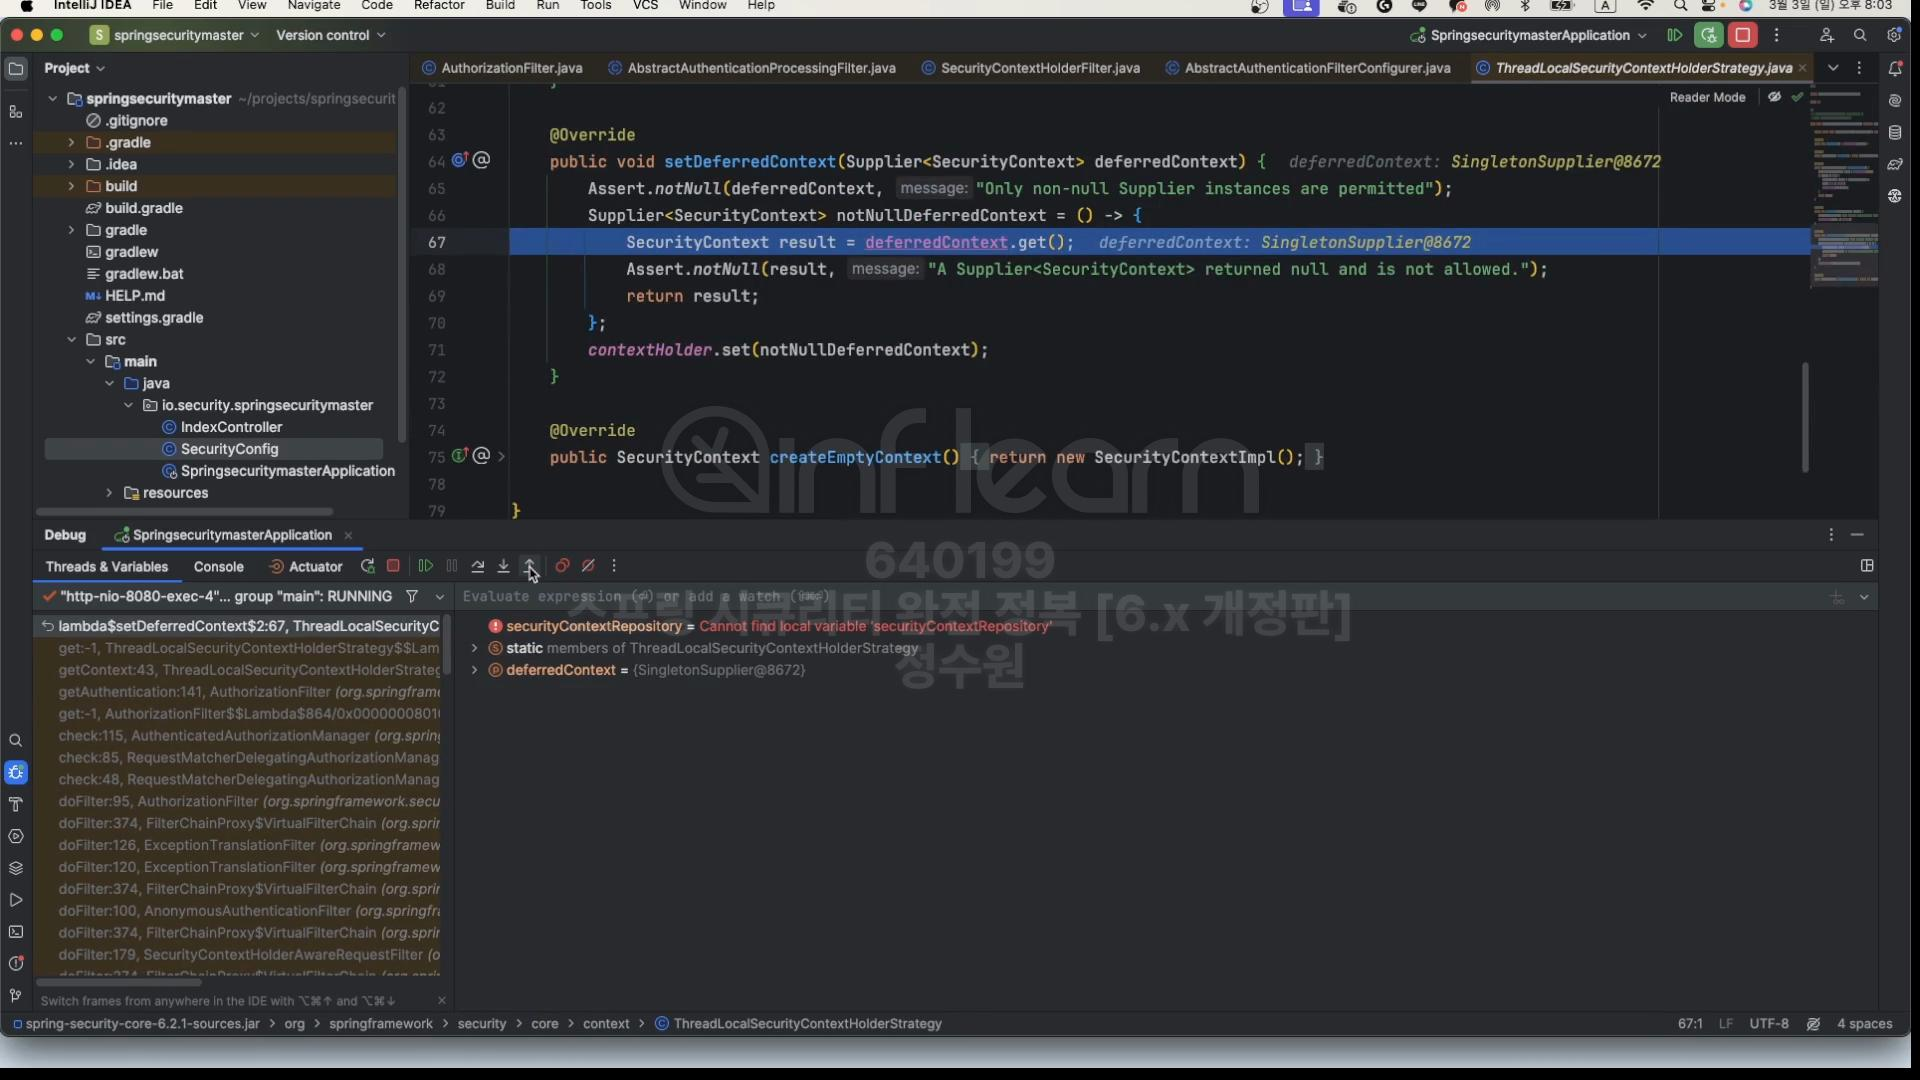 IntelliJ IDEA File Edit View Navigate Code Refactor Build Run Tools VCS Window Help
A
3월 3일 (일) 오후 8:03
S springsecuritymaster Version control
SpringsecuritymasterApplication
Project
AuthorizationFilter.java AbstractAuthenticationProcessingFilter.java SecurityContextHolderFilter.java AbstractAuthenticationFilterConfigurer.java ThreadLocalSecurityContextHolderStrategy.java
Reader Mode
springsecuritymaster ~/projects/springsecurit
.gitignore
.gradle
.idea
build
build.gradle
gradle
gradlew
gradlew.bat
HELP.md
settings.gradle
src
main
java
io.security.springsecuritymaster
IndexController
SecurityConfig
SpringsecuritymasterApplication
resources
62
63 @Override
64 public void setDeferredContext(Supplier<SecurityContext> deferredContext) { deferredContext: SingletonSupplier@8672
65 Assert.notNull(deferredContext, message: "Only non-null Supplier instances are permitted");
66 Supplier<SecurityContext> notNullDeferredContext = () -> {
67 SecurityContext result = deferredContext.get(); deferredContext: SingletonSupplier@8672
68 Assert.notNull(result, message: "A Supplier<SecurityContext> returned null and is not allowed.");
69 return result;
70 };
71 contextHolder.set(notNullDeferredContext);
72 }
73
74 @Override
75 public SecurityContext createEmptyContext() { return new SecurityContextImpl(); }
78
79 }
inflearn
640199
스프링 시큐리티 완전 정복 [6.x 개정판]
정수원
Debug SpringsecuritymasterApplication
Threads & Variables Console Actuator
"http-nio-8080-exec-4"... group "main": RUNNING
Evaluate expression (⏎) or add a watch (⇧⌘⏎)
lambda$setDeferredContext$2:67, ThreadLocalSecurityC
get:-1, ThreadLocalSecurityContextHolderStrategy$$Lam
getContext:43, ThreadLocalSecurityContextHolderStrateg
getAuthentication:141, AuthorizationFilter (org.springframe
get:-1, AuthorizationFilter$$Lambda$864/0x000000080
check:115, AuthenticatedAuthorizationManager (org.spring
check:85, RequestMatcherDelegatingAuthorizationManag
check:48, RequestMatcherDelegatingAuthorizationManag
doFilter:95, AuthorizationFilter (org.springframework.secu
doFilter:374, FilterChainProxy$VirtualFilterChain (org.sprir
doFilter:126, ExceptionTranslationFilter (org.springframew
doFilter:120, ExceptionTranslationFilter (org.springframew
doFilter:374, FilterChainProxy$VirtualFilterChain (org.sprir
doFilter:100, AnonymousAuthenticationFilter (org.springfra
doFilter:374, FilterChainProxy$VirtualFilterChain (org.sprir
doFilter:179, SecurityContextHolderAwareRequestFilter (o
doFilter:374, FilterChainProxy$VirtualFilterChain (org.sprir
securityContextRepository = Cannot find local variable 'securityContextRepository'
static members of ThreadLocalSecurityContextHolderStrategy
deferredContext = {SingletonSupplier@8672}
Switch frames from anywhere in the IDE with ⌥⌘↑ and ⌥⌘↓
spring-security-core-6.2.1-sources.jar > org > springframework > security > core > context > ThreadLocalSecurityContextHolderStrategy
67:1 LF UTF-8 4 spaces